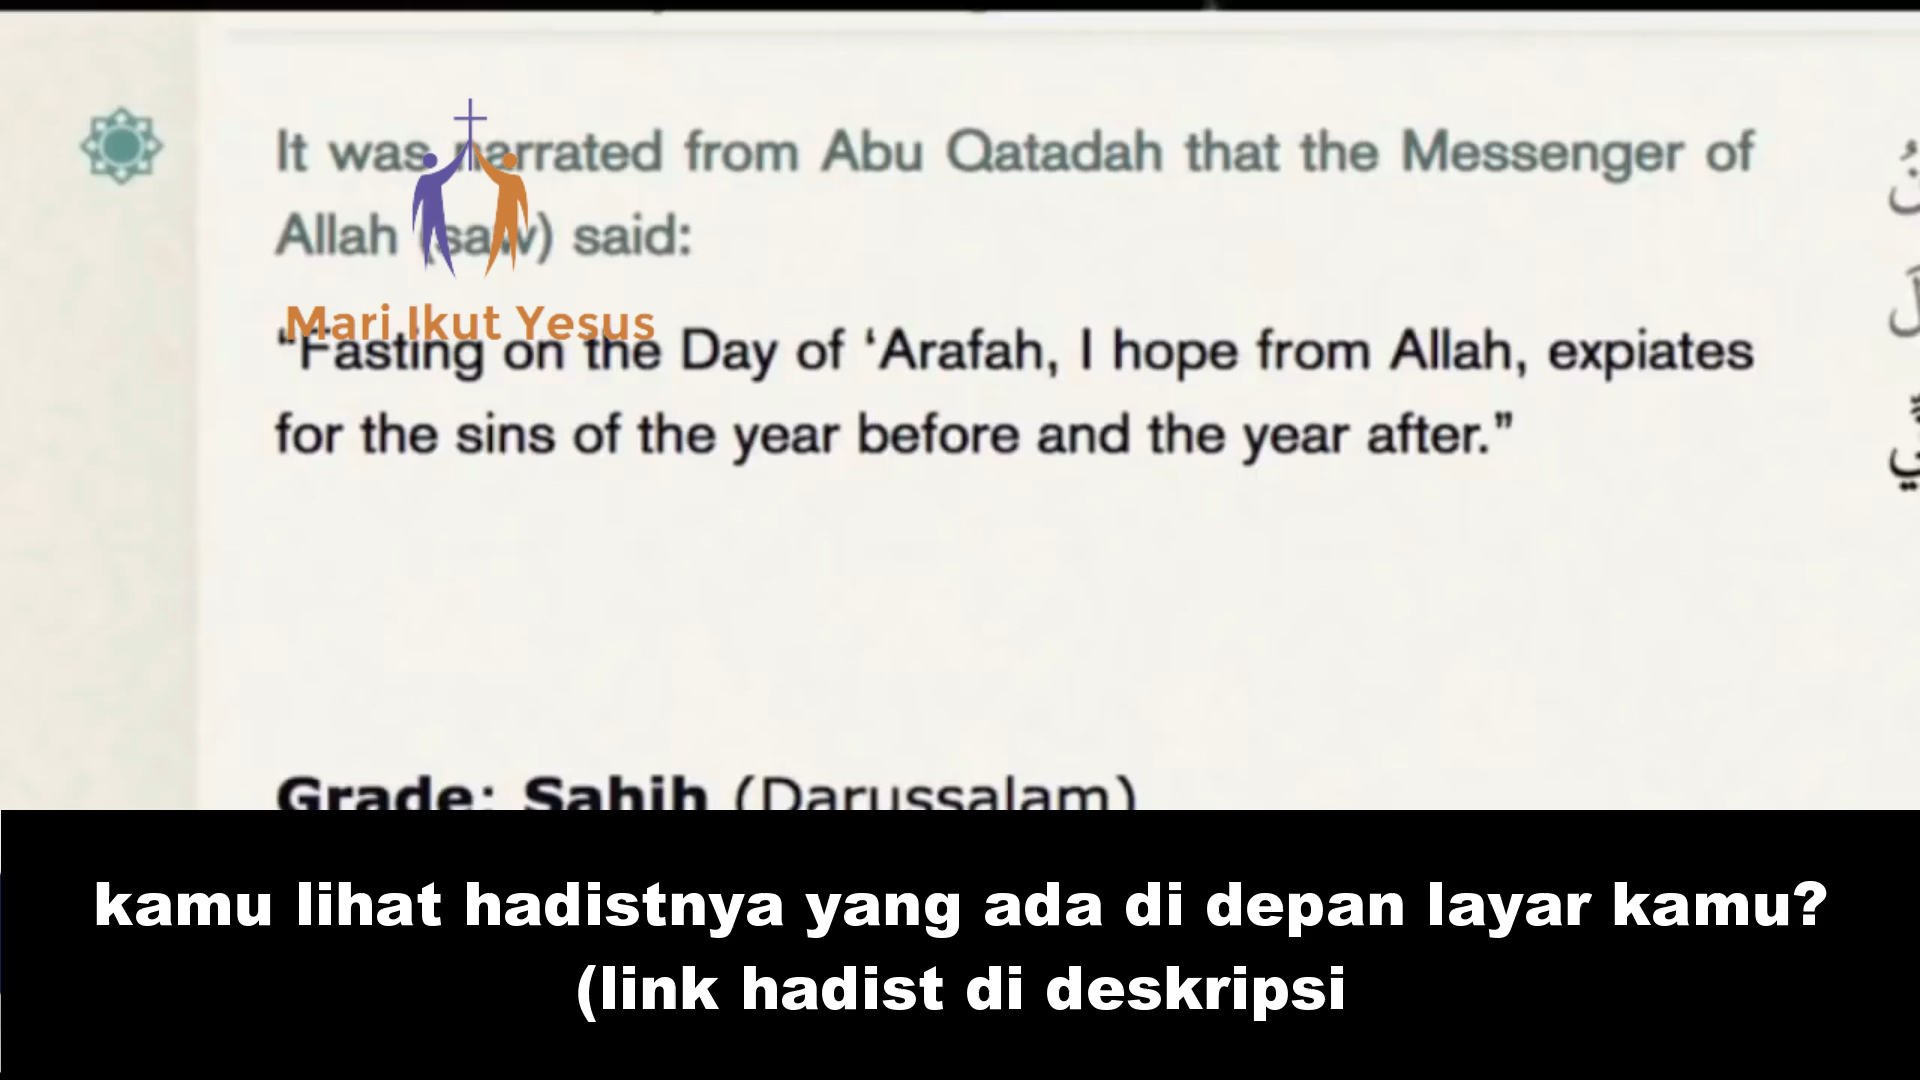 It was narrated from Abu Qatadah that the Messenger of
Allah (saw) said:
Mari Ikut Yesus
“Fasting on the Day of ‘Arafah, I hope from Allah, expiates
for the sins of the year before and the year after.”
Grade: Sahih (Darussalam)
kamu lihat hadistnya yang ada di depan layar kamu?
(link hadist di deskripsi